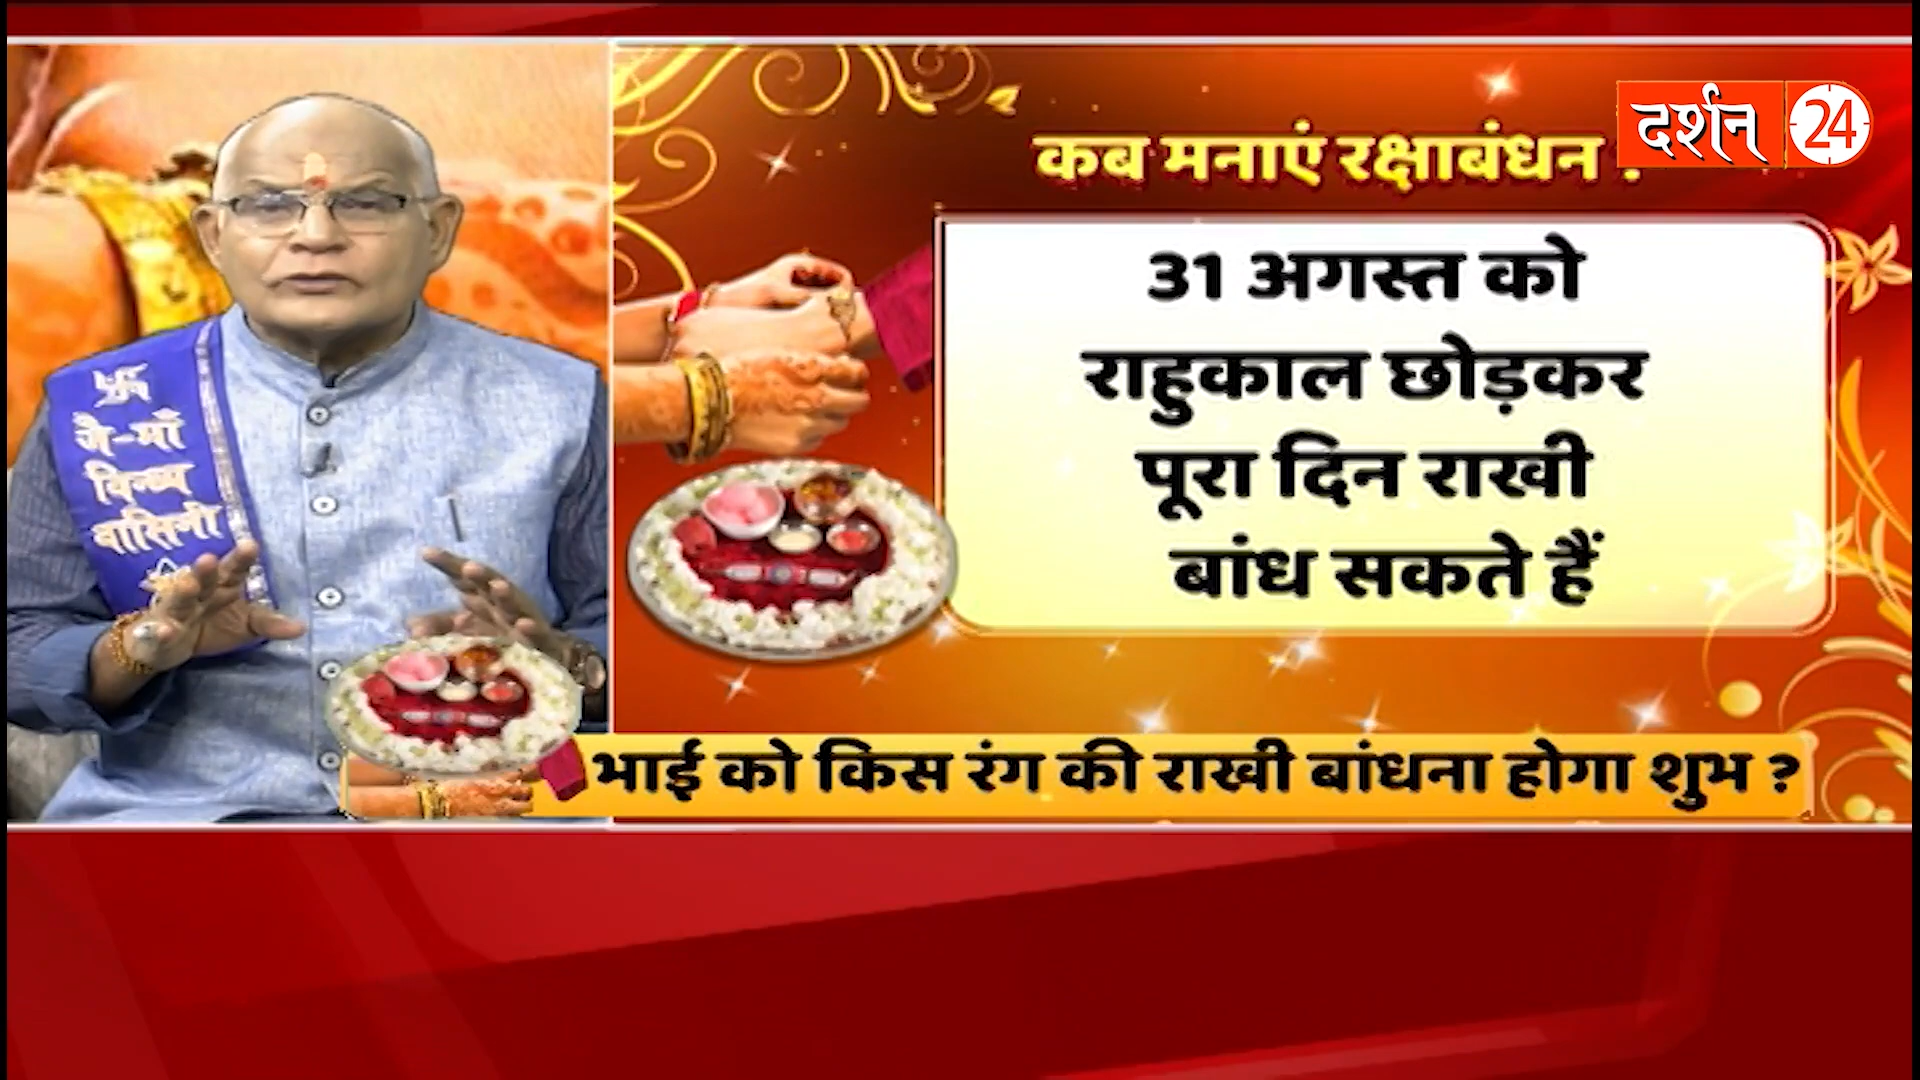 दर्शन 24
कब मनाएं रक्षाबंधन ?
31 अगस्त को
राहुकाल छोड़कर
पूरा दिन राखी
बांध सकते हैं
जै-माँ
विन्ध्य
वासिनी
भाई को किस रंग की राखी बांधना होगा शुभ ?